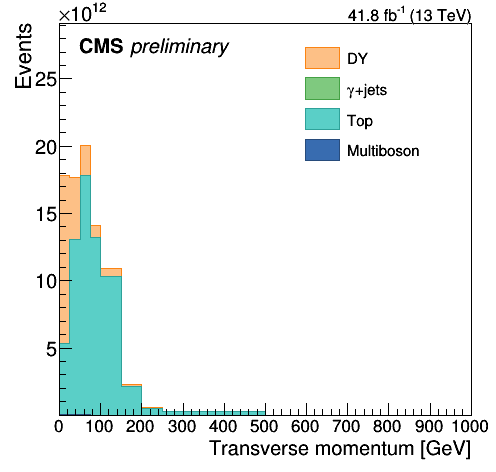 ×10¹²
41.8 fb⁻¹ (13 TeV)
CMS preliminary
Events
DY
γ+jets
Top
Multiboson
25
20
15
10
5
0 100 200 300 400 500 600 700 800 900 1000
Transverse momentum [GeV]